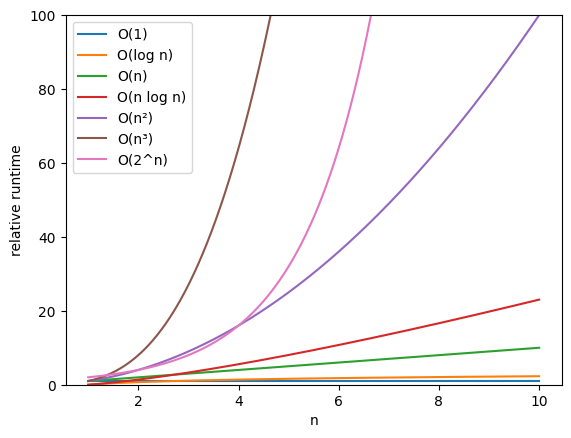 100
80
60
40
20
0
relative runtime
O(1)
O(log n)
O(n)
O(n log n)
O(n²)
O(n³)
O(2^n)
2
4
6
8
10
n